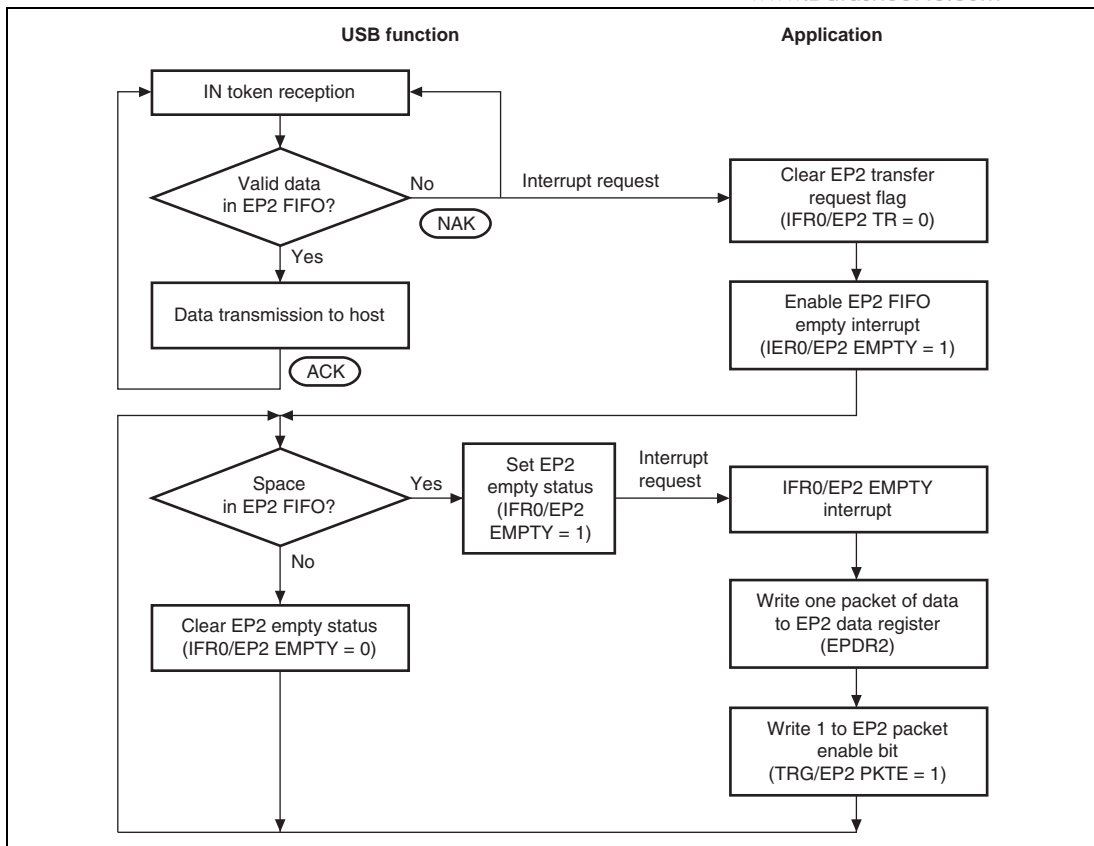 USB function
Application
IN token reception
Valid data
in EP2 FIFO?
No
NAK
Interrupt request
Clear EP2 transfer
request flag
(IFR0/EP2 TR = 0)
Yes
Data transmission to host
ACK
Enable EP2 FIFO
empty interrupt
(IER0/EP2 EMPTY = 1)
Space
in EP2 FIFO?
Yes
Set EP2
empty status
(IFR0/EP2
EMPTY = 1)
Interrupt
request
IFR0/EP2 EMPTY
interrupt
No
Clear EP2 empty status
(IFR0/EP2 EMPTY = 0)
Write one packet of data
to EP2 data register
(EPDR2)
Write 1 to EP2 packet
enable bit
(TRG/EP2 PKTE = 1)